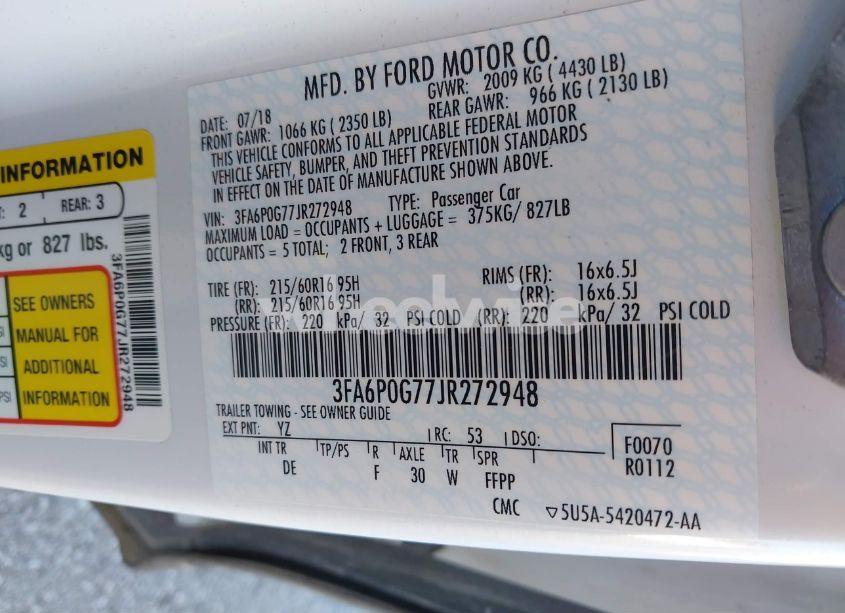 MFD. BY FORD MOTOR CO.
DATE: 07/18 GVWR: 2009 KG ( 4430 LB)
FRONT GAWR: 1066 KG ( 2350 LB) REAR GAWR: 966 KG ( 2130 LB)
THIS VEHICLE CONFORMS TO ALL APPLICABLE FEDERAL MOTOR
VEHICLE SAFETY, BUMPER, AND THEFT PREVENTION STANDARDS
IN EFFECT ON THE DATE OF MANUFACTURE SHOWN ABOVE.
VIN: 3FA6P0G77JR272948 TYPE: Passenger Car
MAXIMUM LOAD = OCCUPANTS + LUGGAGE = 375KG/ 827LB
OCCUPANTS = 5 TOTAL; 2 FRONT, 3 REAR
TIRE (FR): 215/60R16 95H RIMS (FR): 16x6.5J
(RR): 215/60R16 95H (RR): 16x6.5J
PRESSURE (FR): 220 kPa/ 32 PSI COLD (RR): 220 kPa/ 32 PSI COLD
3FA6P0G77JR272948
TRAILER TOWING - SEE OWNER GUIDE
EXT PNT: YZ RC: 53 DSO:
INT TR TP/PS R AXLE TR SPR
DE F 30 W FFPP
F0070
R0112
CMC ▽5U5A-5420472-AA
INFORMATION
2 REAR: 3
kg or 827 lbs.
SEE OWNERS
MANUAL FOR
ADDITIONAL
INFORMATION
3FA6P0G77JR272948